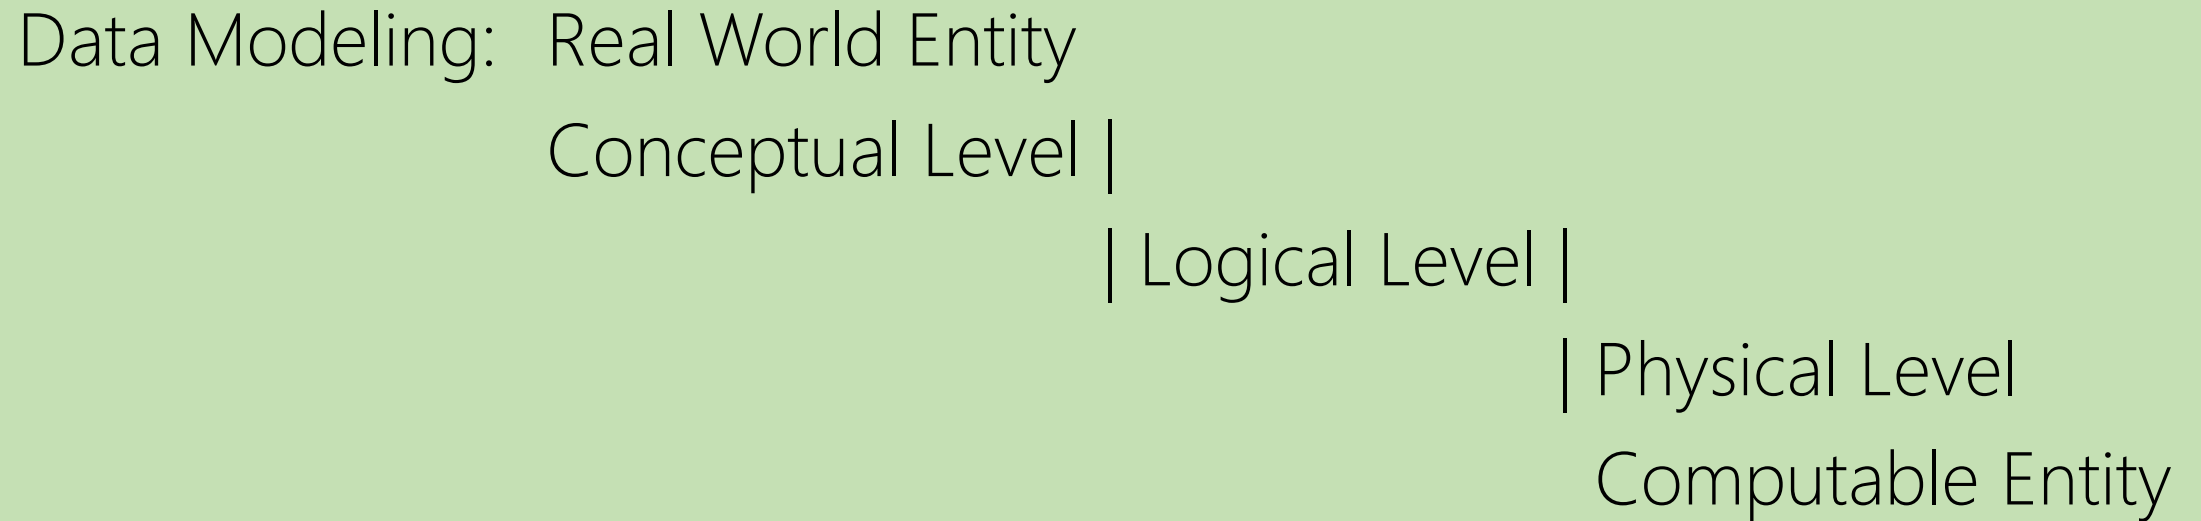 Data Modeling: Real World Entity
Conceptual Level |
| Logical Level |
| Physical Level
Computable Entity